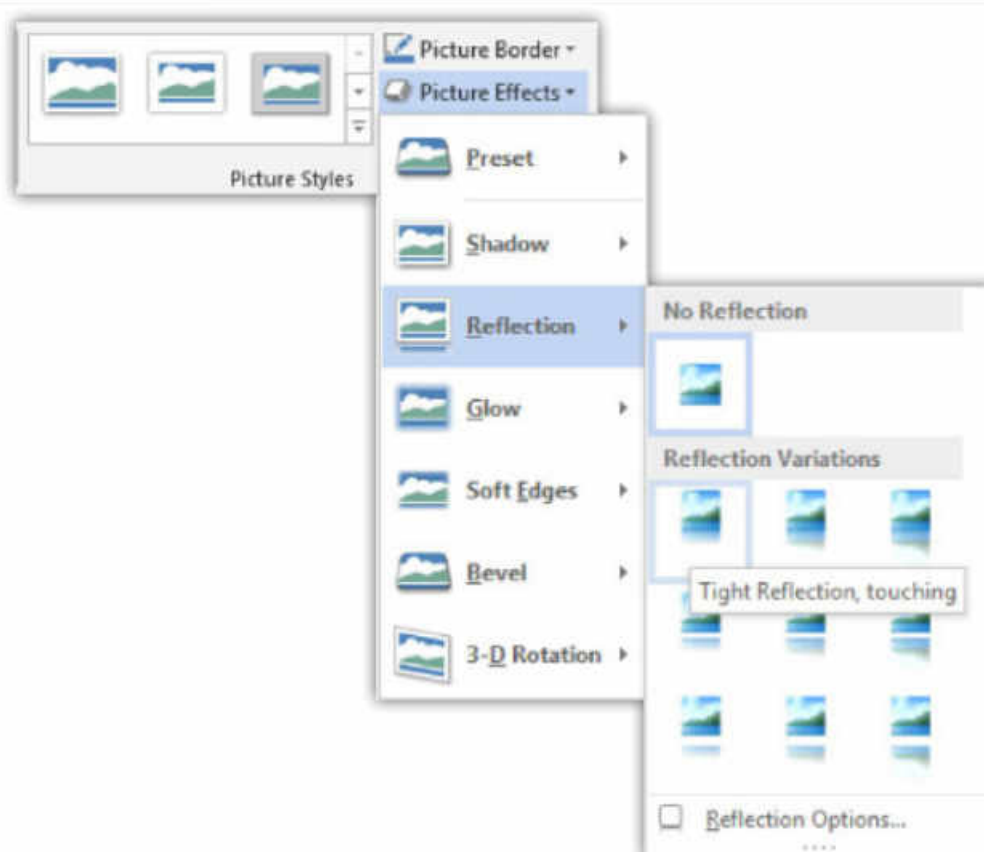 Picture Border
Picture Effects
Picture Styles
Preset
Shadow
Reflection
Glow
Soft Edges
Bevel
3-D Rotation
No Reflection
Reflection Variations
Tight Reflection, touching
Reflection Options...